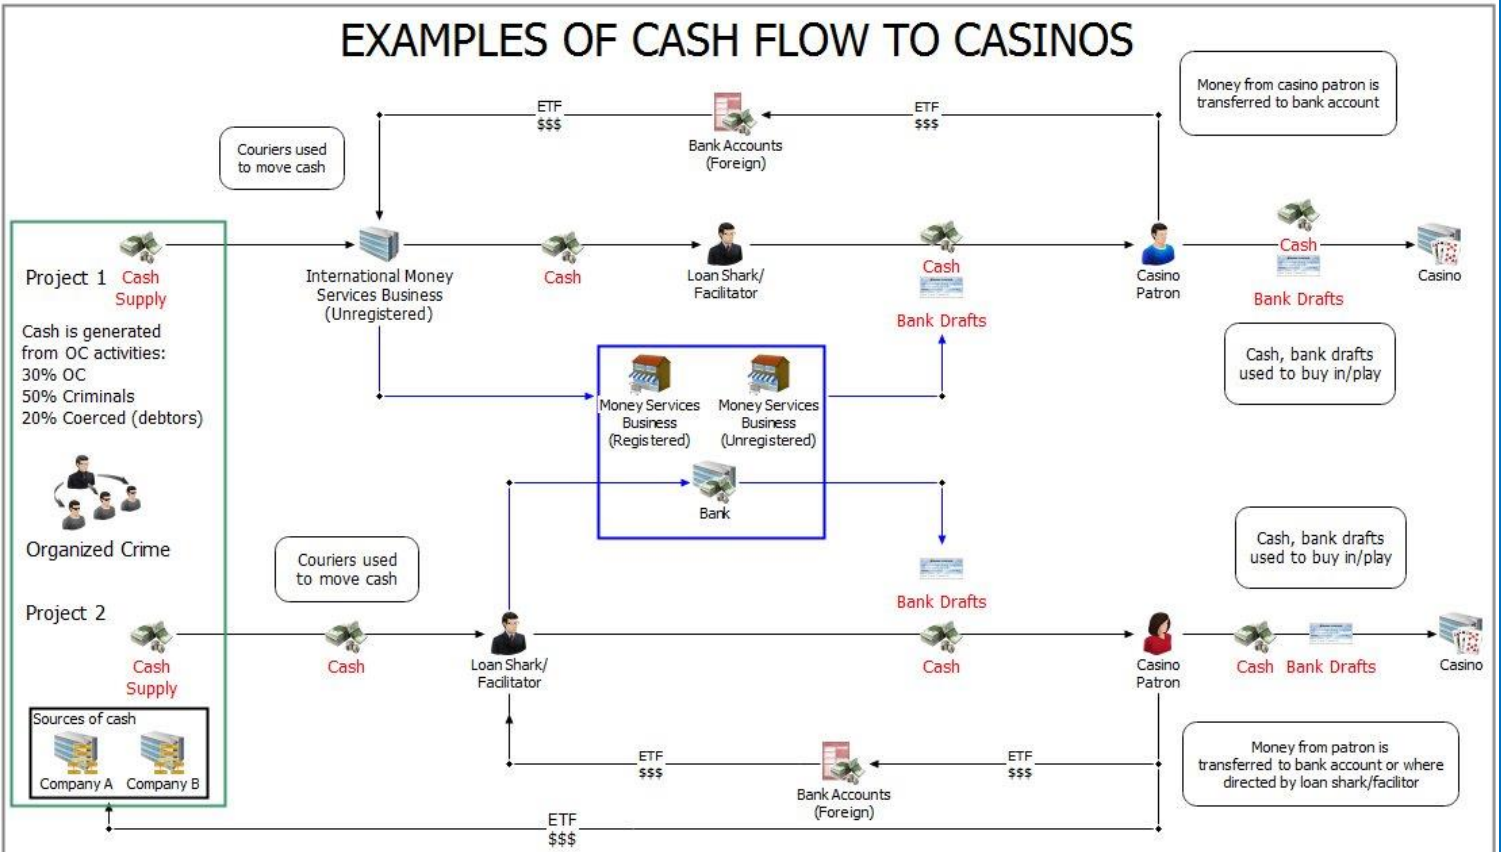 EXAMPLES OF CASH FLOW TO CASINOS
Money from casino patron is
transferred to bank account
ETF
$$$
ETF
$$$
Bank Accounts
(Foreign)
Couriers used
to move cash
Project 1
Cash
Supply
International Money
Services Business
(Unregistered)
Cash
Loan Shark/
Facilitator
Cash
Bank Drafts
Casino
Patron
Cash
Bank Drafts
Casino
Cash is generated
from OC activities:
30% OC
50% Criminals
20% Coerced (debtors)
Cash, bank drafts
used to buy in/play
Money Services
Business
(Registered)
Money Services
Business
(Unregistered)
Bank
Organized Crime
Couriers used
to move cash
Cash, bank drafts
used to buy in/play
Bank Drafts
Project 2
Cash
Supply
Cash
Loan Shark/
Facilitator
Cash
Casino
Patron
Cash
Bank Drafts
Casino
Sources of cash
Company A
Company B
ETF
$$$
Bank Accounts
(Foreign)
ETF
$$$
Money from patron is
transferred to bank account or where
directed by loan shark/facilitor
ETF
$$$